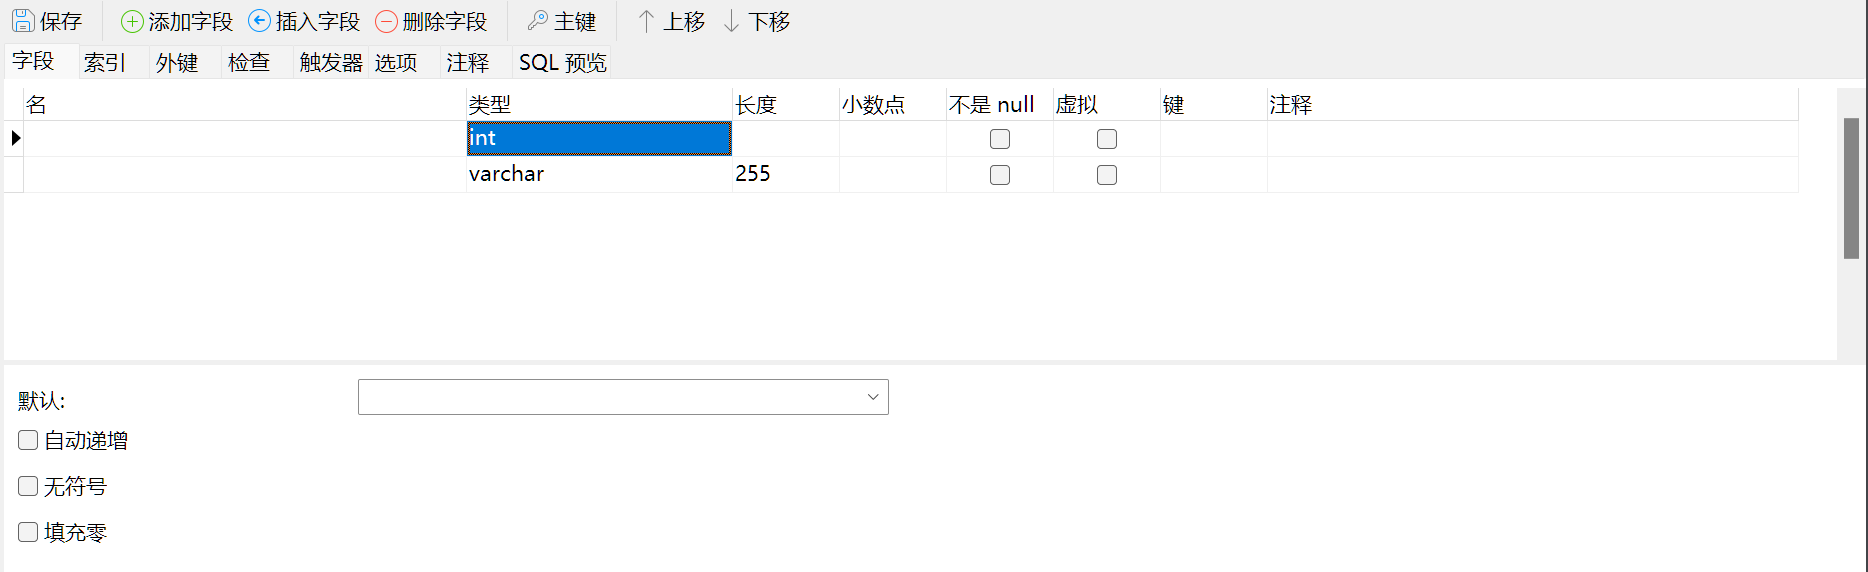 保存 添加字段 插入字段 删除字段 主键 上移 下移
字段 索引 外键 检查 触发器 选项 注释 SQL 预览
名 类型 长度 小数点 不是 null 虚拟 键 注释
int
varchar 255
默认:
自动递增
无符号
填充零